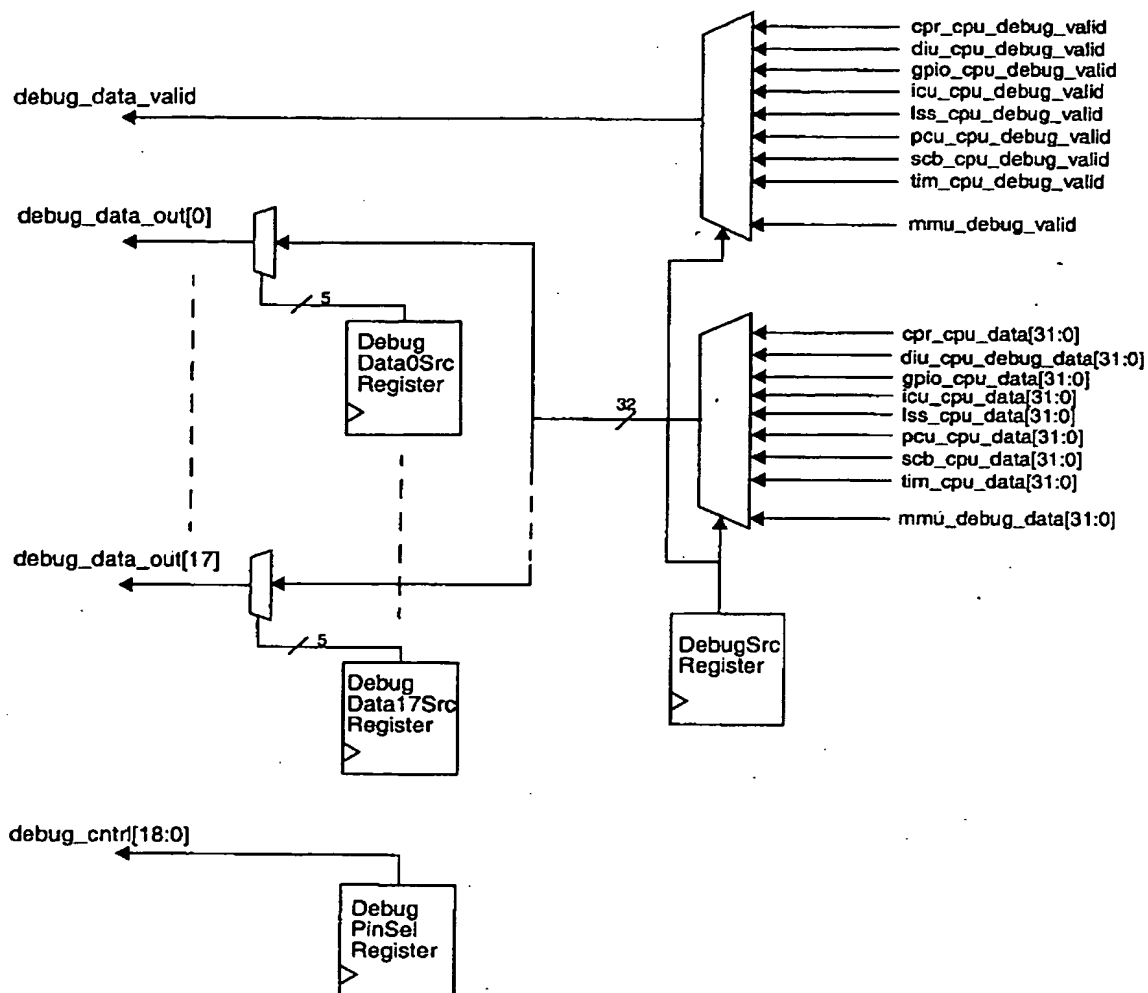 cpr_cpu_debug_valid
diu_cpu_debug_valid
gpio_cpu_debug_valid
icu_cpu_debug_valid
lss_cpu_debug_valid
pcu_cpu_debug_valid
scb_cpu_debug_valid
tim_cpu_debug_valid
mmu_debug_valid
debug_data_valid
debug_data_out[0]
5
Debug
Data0Src
Register
cpr_cpu_data[31:0]
diu_cpu_debug_data[31:0]
gpio_cpu_data[31:0]
icu_cpu_data[31:0]
lss_cpu_data[31:0]
pcu_cpu_data[31:0]
scb_cpu_data[31:0]
tim_cpu_data[31:0]
mmu_debug_data[31:0]
32
debug_data_out[17]
5
Debug
Data17Src
Register
DebugSrc
Register
debug_cntrl[18:0]
Debug
PinSel
Register